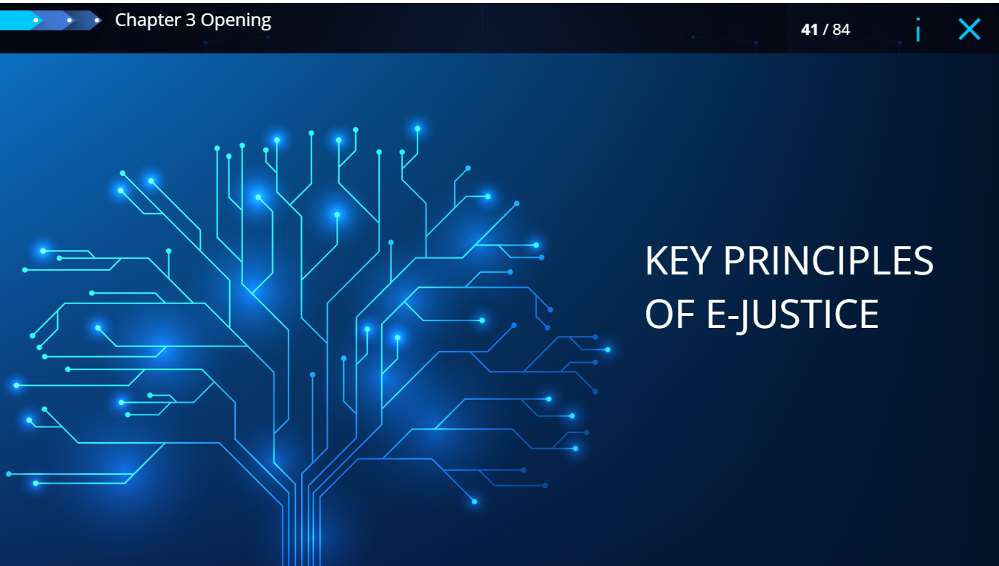 Chapter 3 Opening
41 / 84
i
KEY PRINCIPLES
OF E-JUSTICE